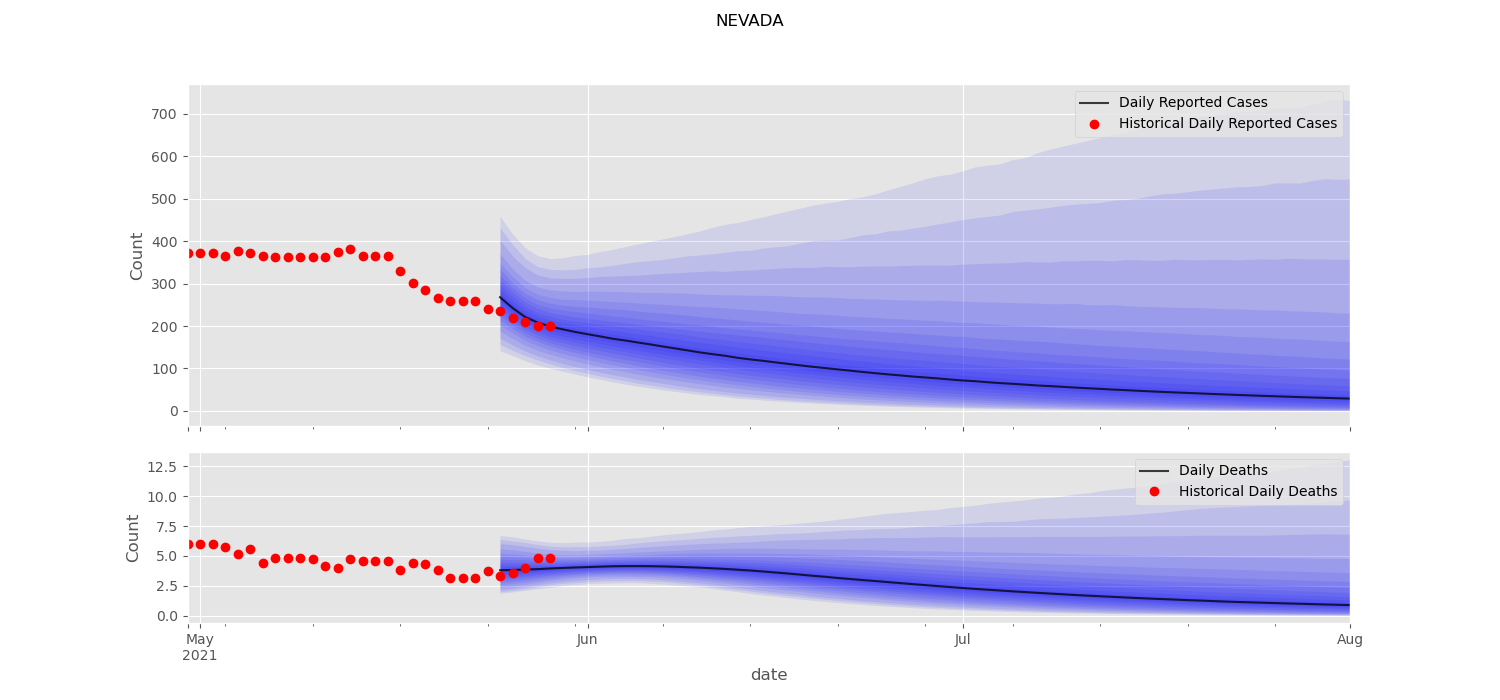 NEVADA
Count
700
600
500
400
300
200
100
0
Daily Reported Cases
Historical Daily Reported Cases
Count
12.5
10.0
7.5
5.0
2.5
0.0
Daily Deaths
Historical Daily Deaths
May
2021
Jun
Jul
Aug
date